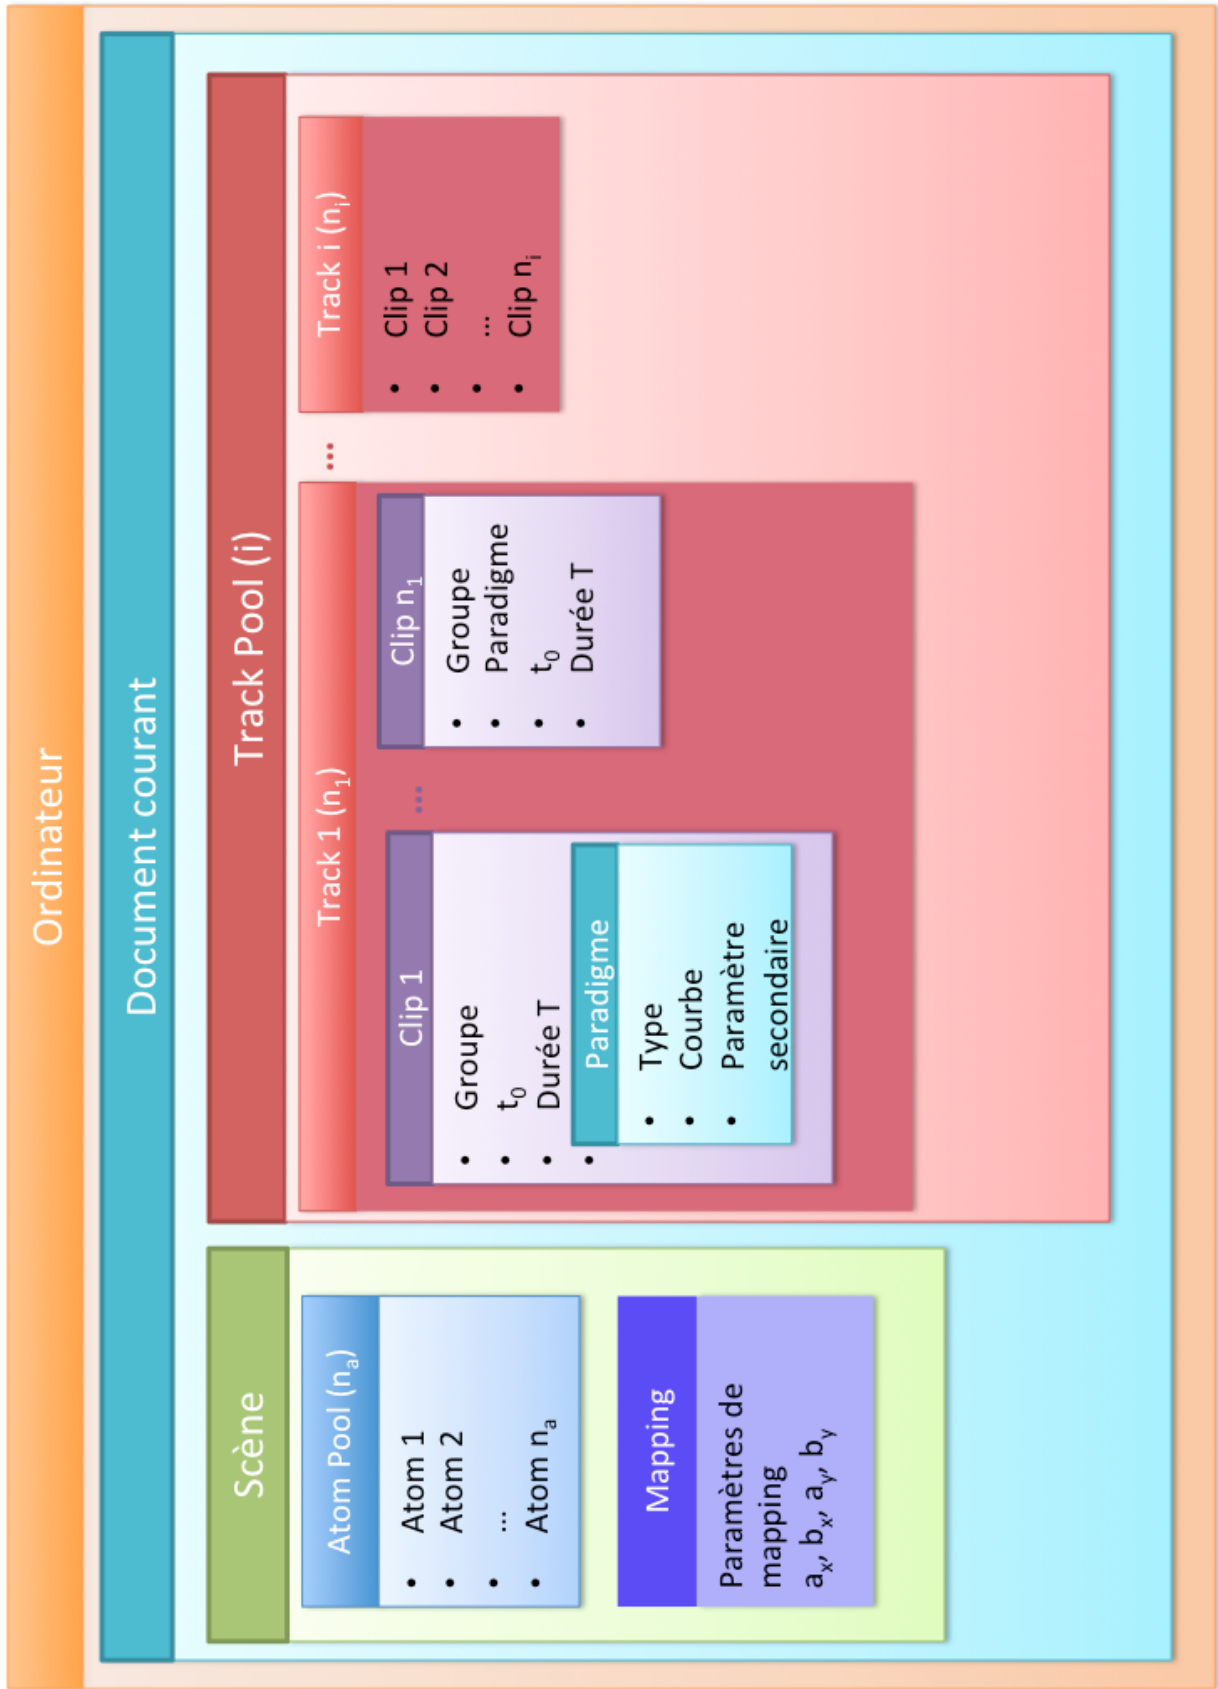 Ordinateur
Document courant
Scène
Atom Pool (nₐ)
• Atom 1
• Atom 2
• ...
• Atom nₐ
Mapping
Paramètres de
mapping
aₓ, bₓ, a_y, b_y
Track Pool (i)
Track 1 (n₁)
Clip 1
• Groupe
• t₀
• Durée T
•
Paradigme
• Type
• Courbe
• Paramètre
secondaire
...
Clip n₁
• Groupe
• Paradigme
• t₀
• Durée T
...
Track i (nᵢ)
• Clip 1
• Clip 2
• ...
• Clip nᵢ